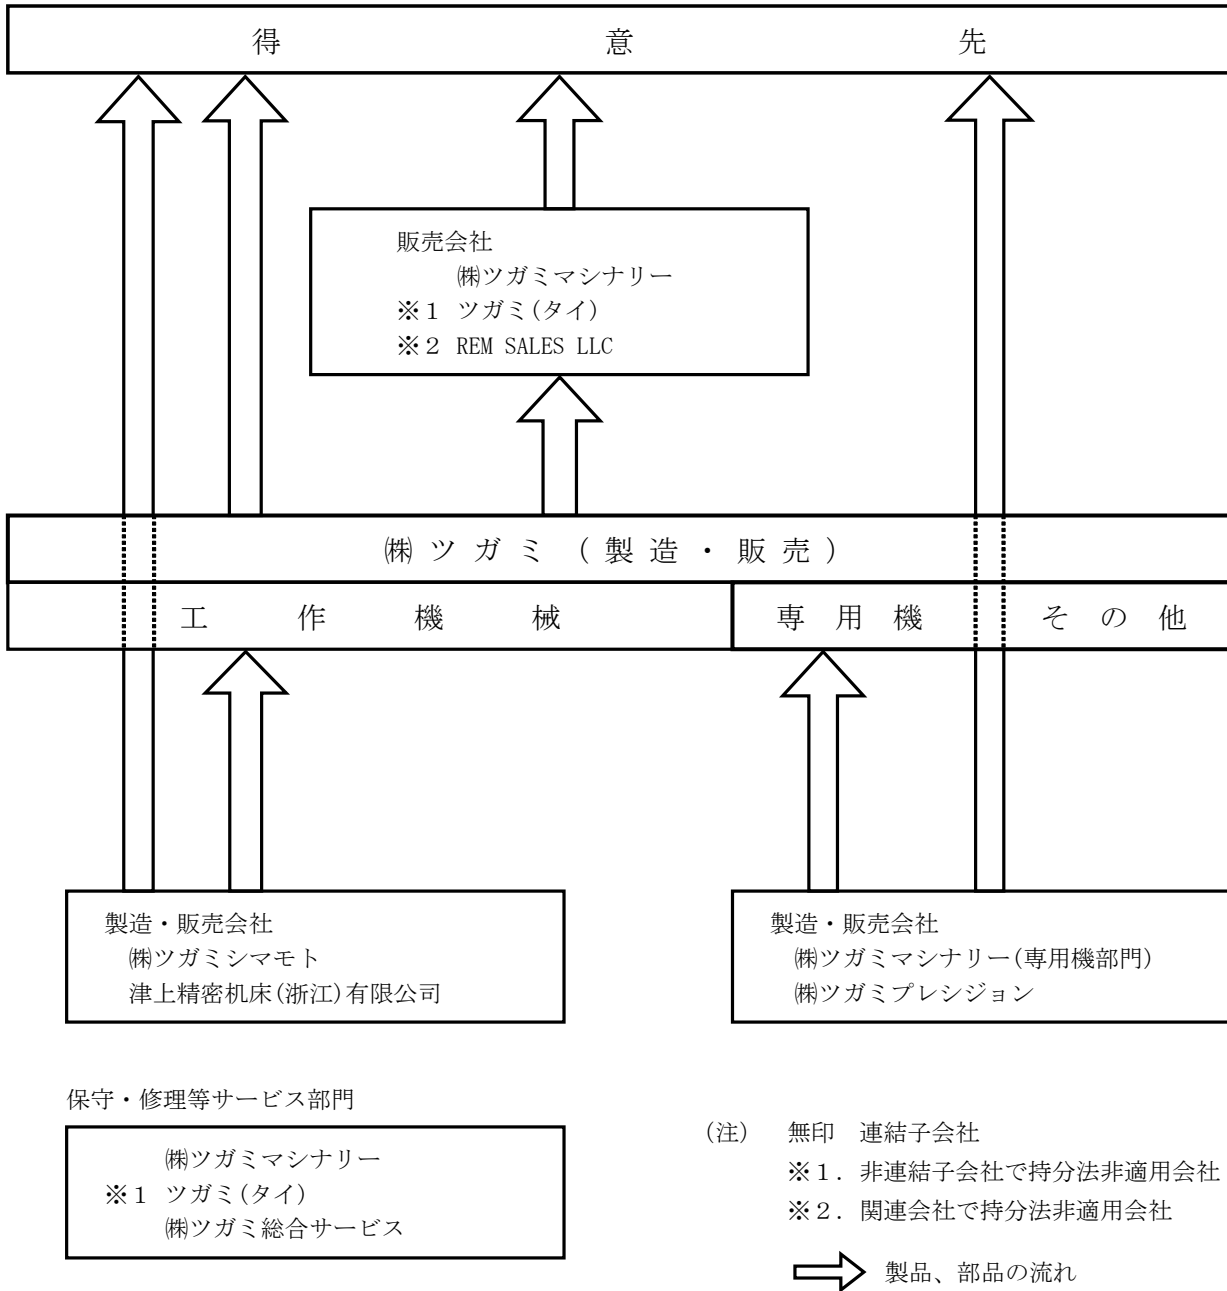 得意先
販売会社
㈱ツガミマシナリー
※１ ツガミ(タイ)
※２ REM SALES LLC
㈱ツガミ（製造・販売）
工作機械
専用機
その他
製造・販売会社
㈱ツガミシマモト
津上精密机床(浙江)有限公司
製造・販売会社
㈱ツガミマシナリー(専用機部門)
㈱ツガミプレシジョン
保守・修理等サービス部門
㈱ツガミマシナリー
※１ ツガミ(タイ)
㈱ツガミ総合サービス
（注） 無印 連結子会社
※１．非連結子会社で持分法非適用会社
※２．関連会社で持分法非適用会社
製品、部品の流れ